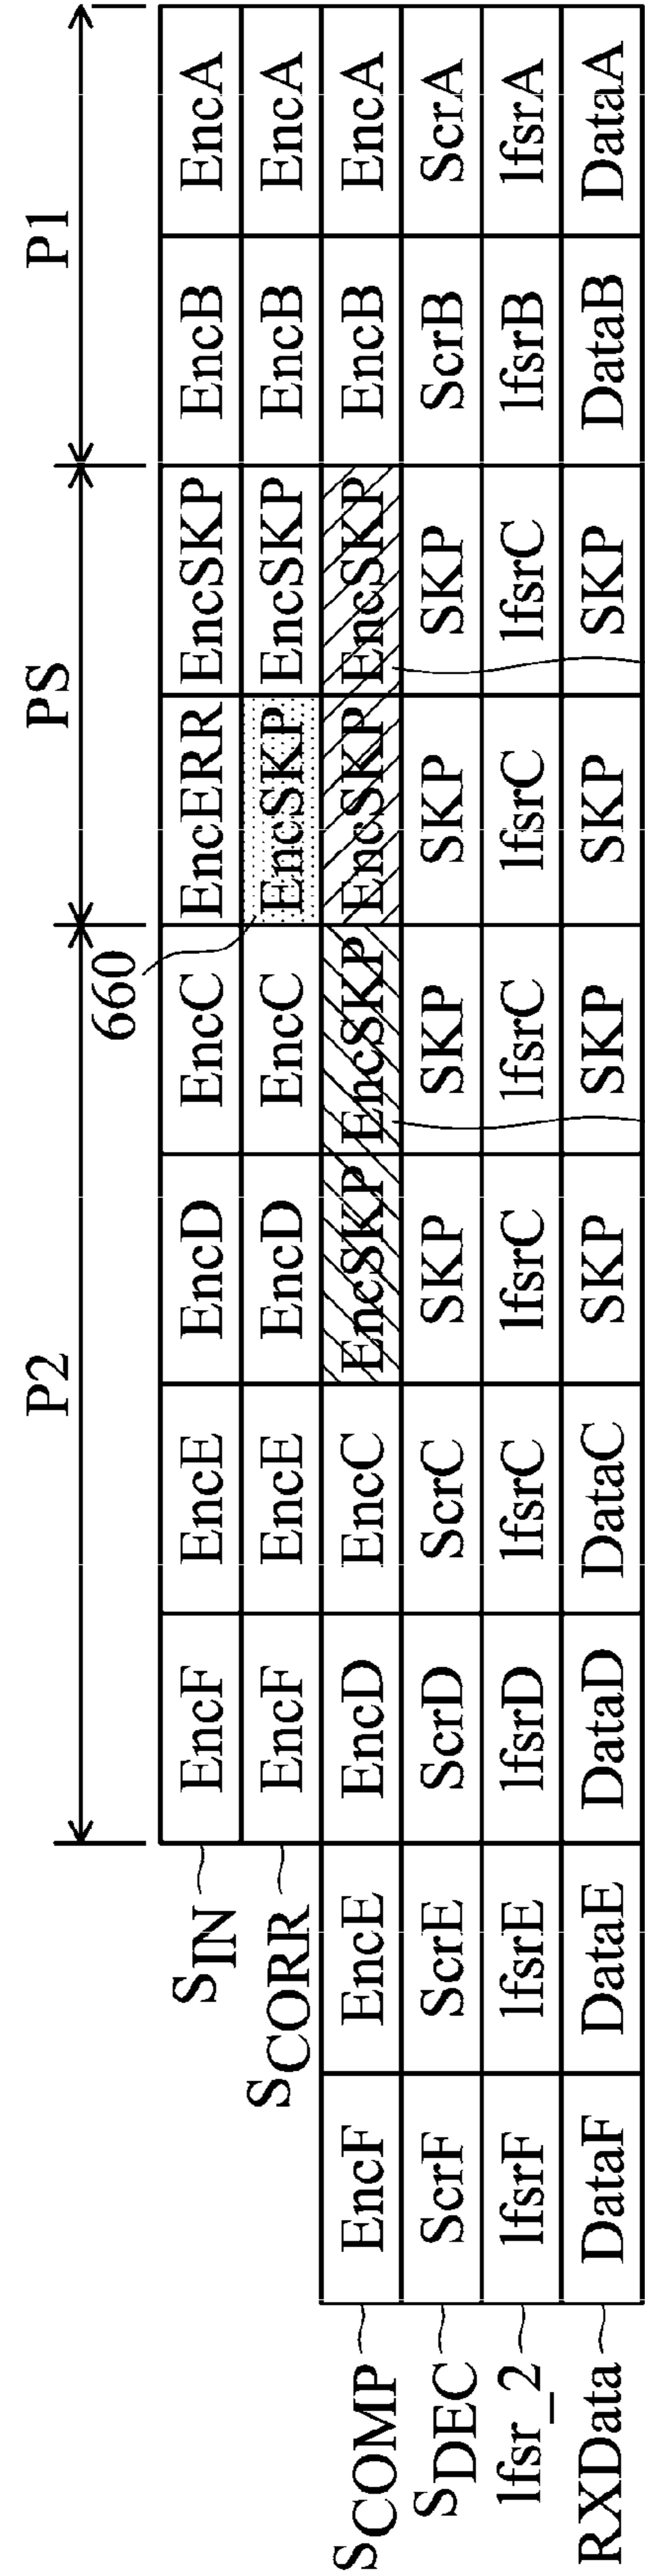 P2 PS P1
660
SIN EncF EncE EncD EncC EncERR EncSKP EncB EncA
SCORR EncF EncE EncD EncC EncSKP EncSKP EncB EncA
SCOMP EncF EncE EncD EncC EncSKP EncSKP EncSKP EncSKP EncB EncA
SDEC ScrF ScrE ScrD ScrC SKP SKP SKP SKP ScrB ScrA
lfsr_2 lfsrF lfsrE lfsrD lfsrC lfsrC lfsrC lfsrC lfsrC lfsrB lfsrA
RXData DataF DataE DataD DataC SKP SKP SKP SKP DataB DataA